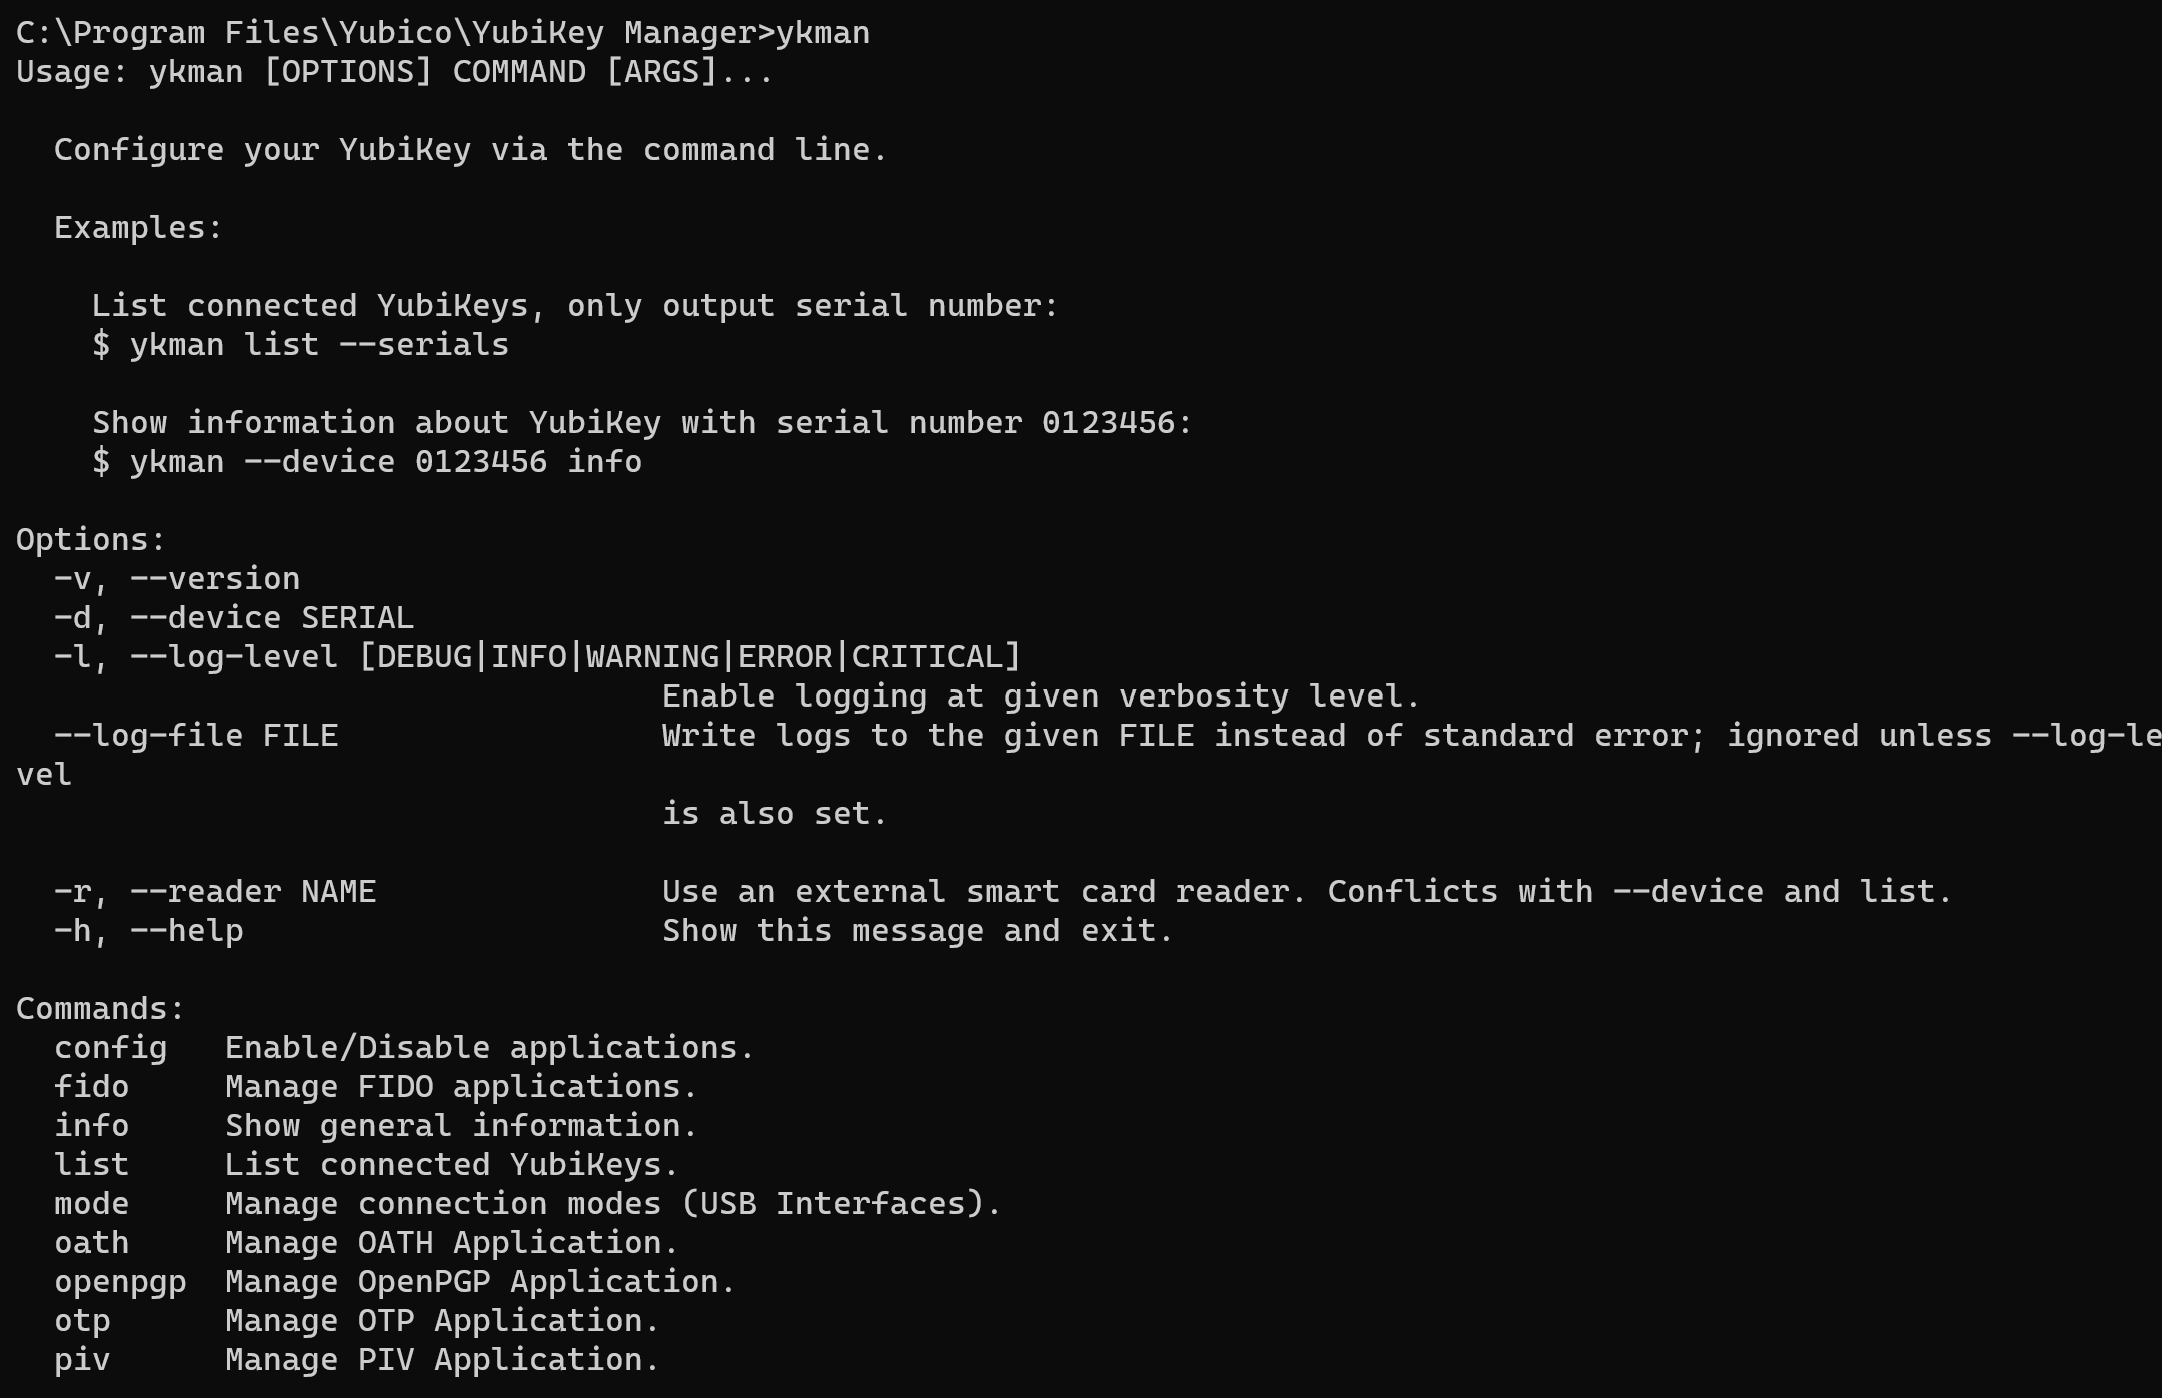 C:\Program Files\Yubico\YubiKey Manager>ykman
Usage: ykman [OPTIONS] COMMAND [ARGS]...

  Configure your YubiKey via the command line.

  Examples:

    List connected YubiKeys, only output serial number:
    $ ykman list --serials

    Show information about YubiKey with serial number 0123456:
    $ ykman --device 0123456 info

Options:
  -v, --version
  -d, --device SERIAL
  -l, --log-level [DEBUG|INFO|WARNING|ERROR|CRITICAL]
                                  Enable logging at given verbosity level.
  --log-file FILE                 Write logs to the given FILE instead of standard error; ignored unless --log-le
vel
                                  is also set.

  -r, --reader NAME               Use an external smart card reader. Conflicts with --device and list.
  -h, --help                      Show this message and exit.

Commands:
  config   Enable/Disable applications.
  fido     Manage FIDO applications.
  info     Show general information.
  list     List connected YubiKeys.
  mode     Manage connection modes (USB Interfaces).
  oath     Manage OATH Application.
  openpgp  Manage OpenPGP Application.
  otp      Manage OTP Application.
  piv      Manage PIV Application.